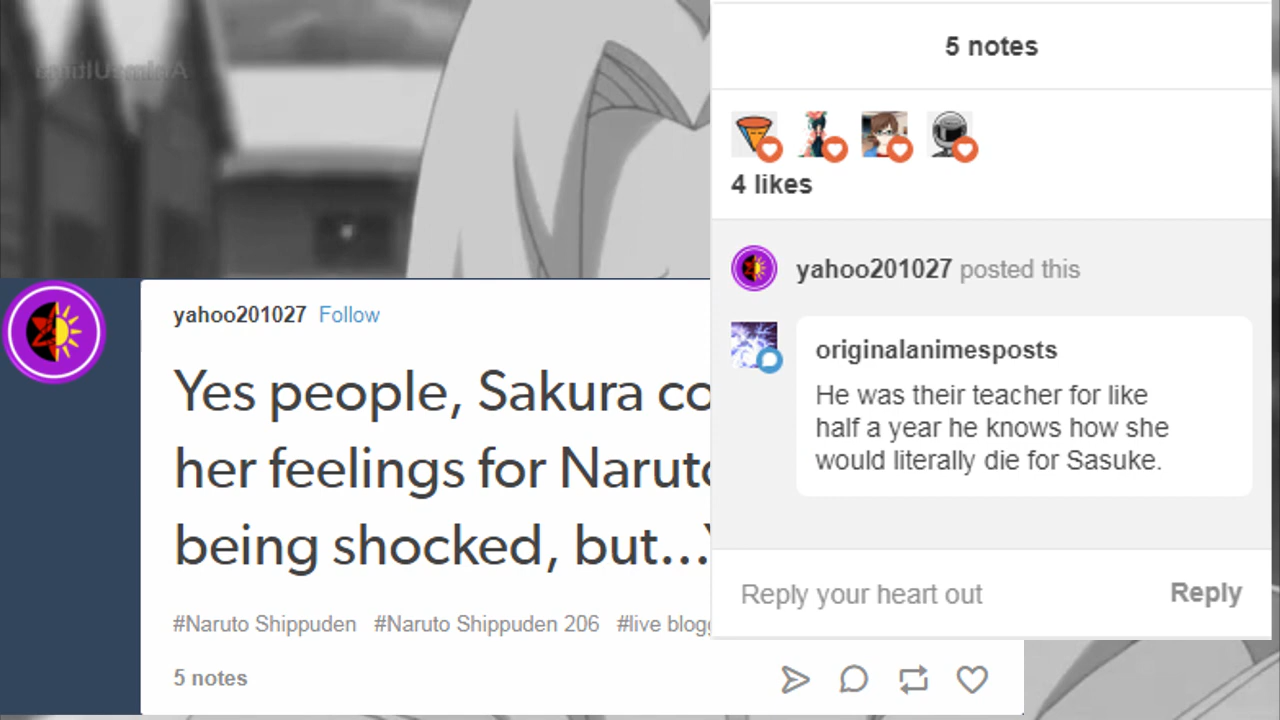 yahoo201027 Follow
Yes people, Sakura co
her feelings for Naruto
being shocked, but...
#Naruto Shippuden #Naruto Shippuden 206 #live blogg
5 notes
5 notes
4 likes
yahoo201027 posted this
originalanimesposts
He was their teacher for like
half a year he knows how she
would literally die for Sasuke.
Reply your heart out Reply